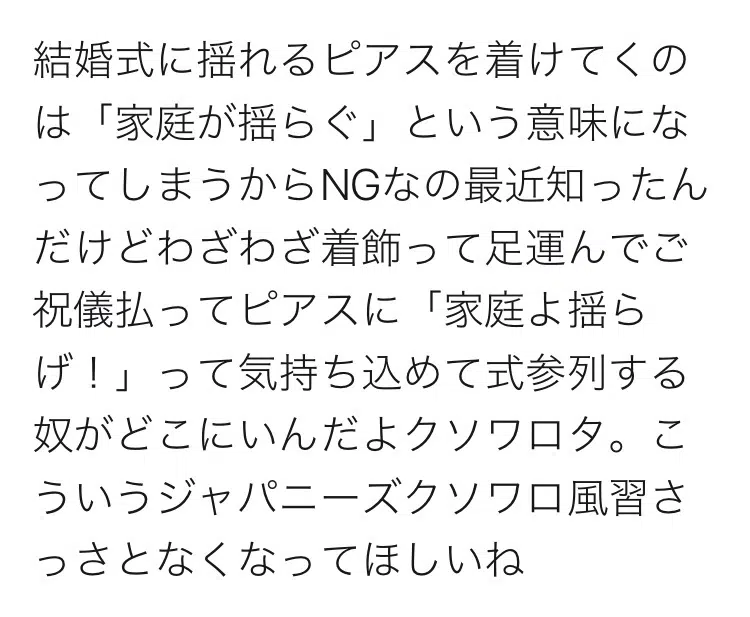 結婚式に揺れるピアスを着けてくの
は「家庭が揺らぐ」という意味にな
ってしまうからNGなの最近知ったん
だけどわざわざ着飾って足運んでご
祝儀払ってピアスに「家庭よ揺ら
げ！」って気持ち込めて式参列する
奴がどこにいんだよクソワロタ。こ
ういうジャパニーズクソワロ風習さ
っさとなくなってほしいね